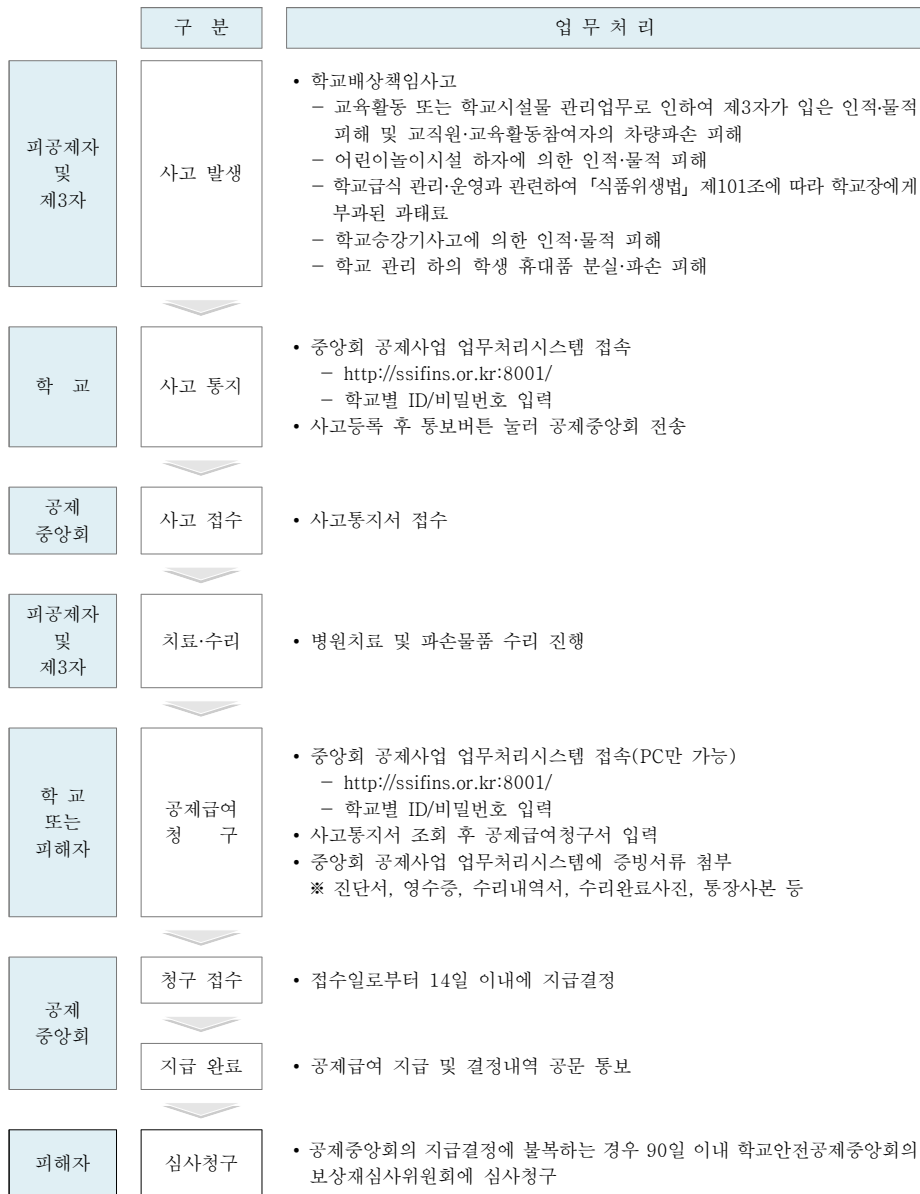 구 분
업 무 처 리
피공제자
및
제3자
사고 발생
• 학교배상책임사고
– 교육활동 또는 학교시설물 관리업무로 인하여 제3자가 입은 인적·물적
피해 및 교직원·교육활동참여자의 차량파손 피해
– 어린이놀이시설 하자에 의한 인적·물적 피해
– 학교급식 관리·운영과 관련하여 「식품위생법」 제101조에 따라 학교장에게
부과된 과태료
– 학교승강기사고에 의한 인적·물적 피해
– 학교 관리 하의 학생 휴대품 분실·파손 피해
학 교
사고 통지
• 중앙회 공제사업 업무처리시스템 접속
– http://ssifins.or.kr:8001/
– 학교별 ID/비밀번호 입력
• 사고등록 후 통보버튼 눌러 공제중앙회 전송
공제
중앙회
사고 접수
• 사고통지서 접수
피공제자
및
제3자
치료·수리
• 병원치료 및 파손물품 수리 진행
학 교
또는
피해자
공제급여
청 구
• 중앙회 공제사업 업무처리시스템 접속(PC만 가능)
– http://ssifins.or.kr:8001/
– 학교별 ID/비밀번호 입력
• 사고통지서 조회 후 공제급여청구서 입력
• 중앙회 공제사업 업무처리시스템에 증빙서류 첨부
※ 진단서, 영수증, 수리내역서, 수리완료사진, 통장사본 등
공제
중앙회
청구 접수
• 접수일로부터 14일 이내에 지급결정
지급 완료
• 공제급여 지급 및 결정내역 공문 통보
피해자
심사청구
• 공제중앙회의 지급결정에 불복하는 경우 90일 이내 학교안전공제중앙회의
보상재심사위원회에 심사청구